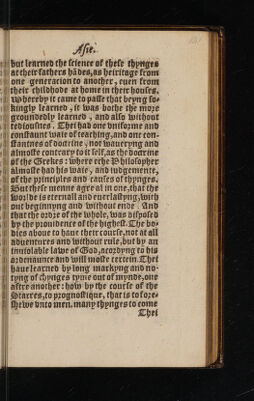 Asie.
but learned the science of these thynges
at their fathers hãdes, as heiritage from
one generacion to another, euen from
their childhode at home in their houses.
Whereby it came to passe that beyng so-
kingly learned, it was bothe the more
groundedly learned, and also without
tediousnes. Thei had one vniforme and
constaunt waie of teaching, and one con-
stantnes of doctrine, not waueryng and
almoste contrary to it self, as the doctrine
of the Grekes: where eche Philosopher
almoste had his waie, and iudgemente,
of the principles and causes of thynges.
But these menne agre al in one, that the
worlde is eternall and euerlastyng, with
out beginnyng and without ende. And
that the ordre of the whole, was disposed
by the prouidence of the highest. The bo-
dies aboue to haue their course, not at all
aduentures and without rule, but by an
inuiolable lawe of God, acordyng to his
ordenaunce and will moste certein. Thei
haue learned by long markyng and no-
tyng of thynges tyme out of mynde, one
aftre another: how by the course of the
Starres, to prognostique, that is to fore-
shewe vnto men, many thynges to come
Thei